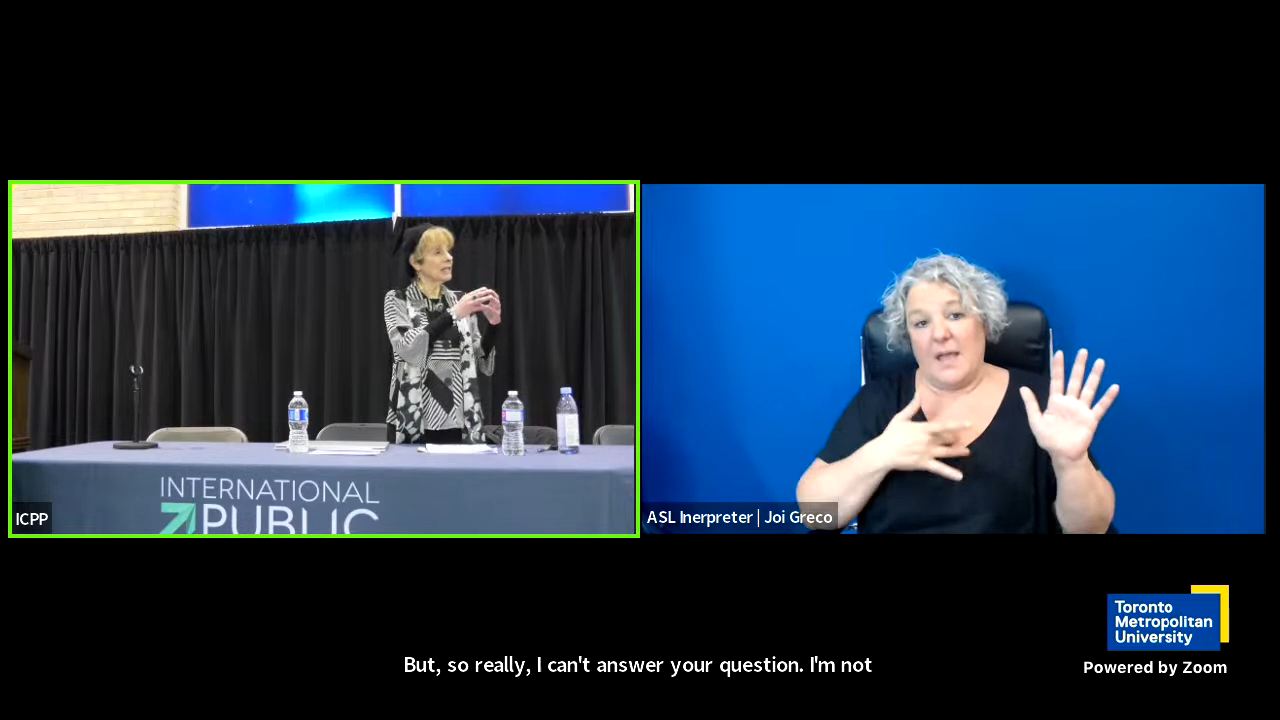 INTERNATIONAL
PUBLIC
ICPP
ASL Inerpreter | Joi Greco
Toronto
Metropolitan
University
Powered by Zoom
But, so really, I can't answer your question. I'm not